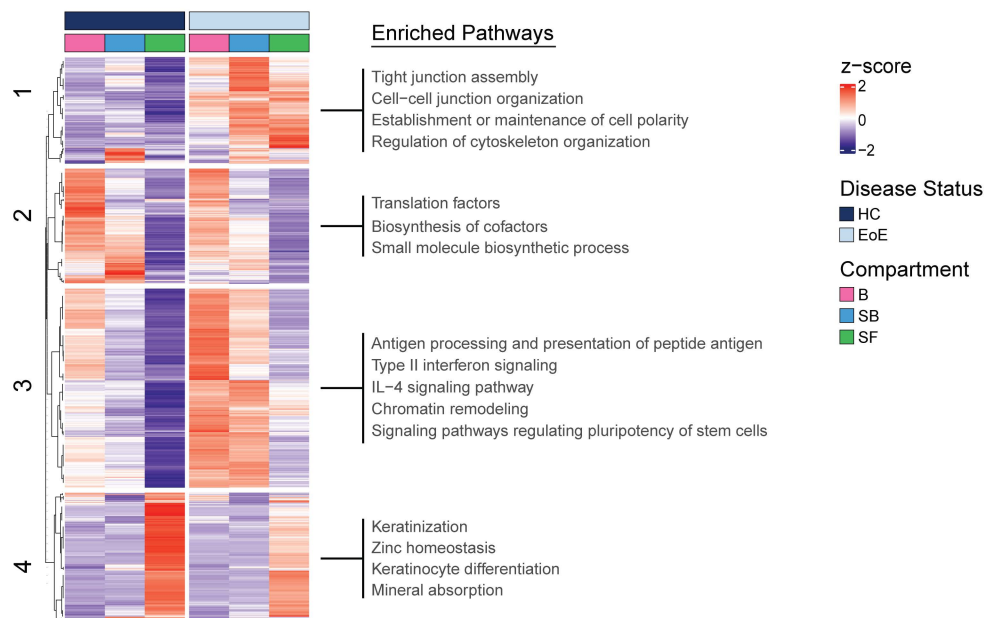 Enriched Pathways
1
Tight junction assembly
Cell−cell junction organization
Establishment or maintenance of cell polarity
Regulation of cytoskeleton organization
2
Translation factors
Biosynthesis of cofactors
Small molecule biosynthetic process
3
Antigen processing and presentation of peptide antigen
Type II interferon signaling
IL−4 signaling pathway
Chromatin remodeling
Signaling pathways regulating pluripotency of stem cells
4
Keratinization
Zinc homeostasis
Keratinocyte differentiation
Mineral absorption
z−score
2
0
−2
Disease Status
HC
EoE
Compartment
B
SB
SF